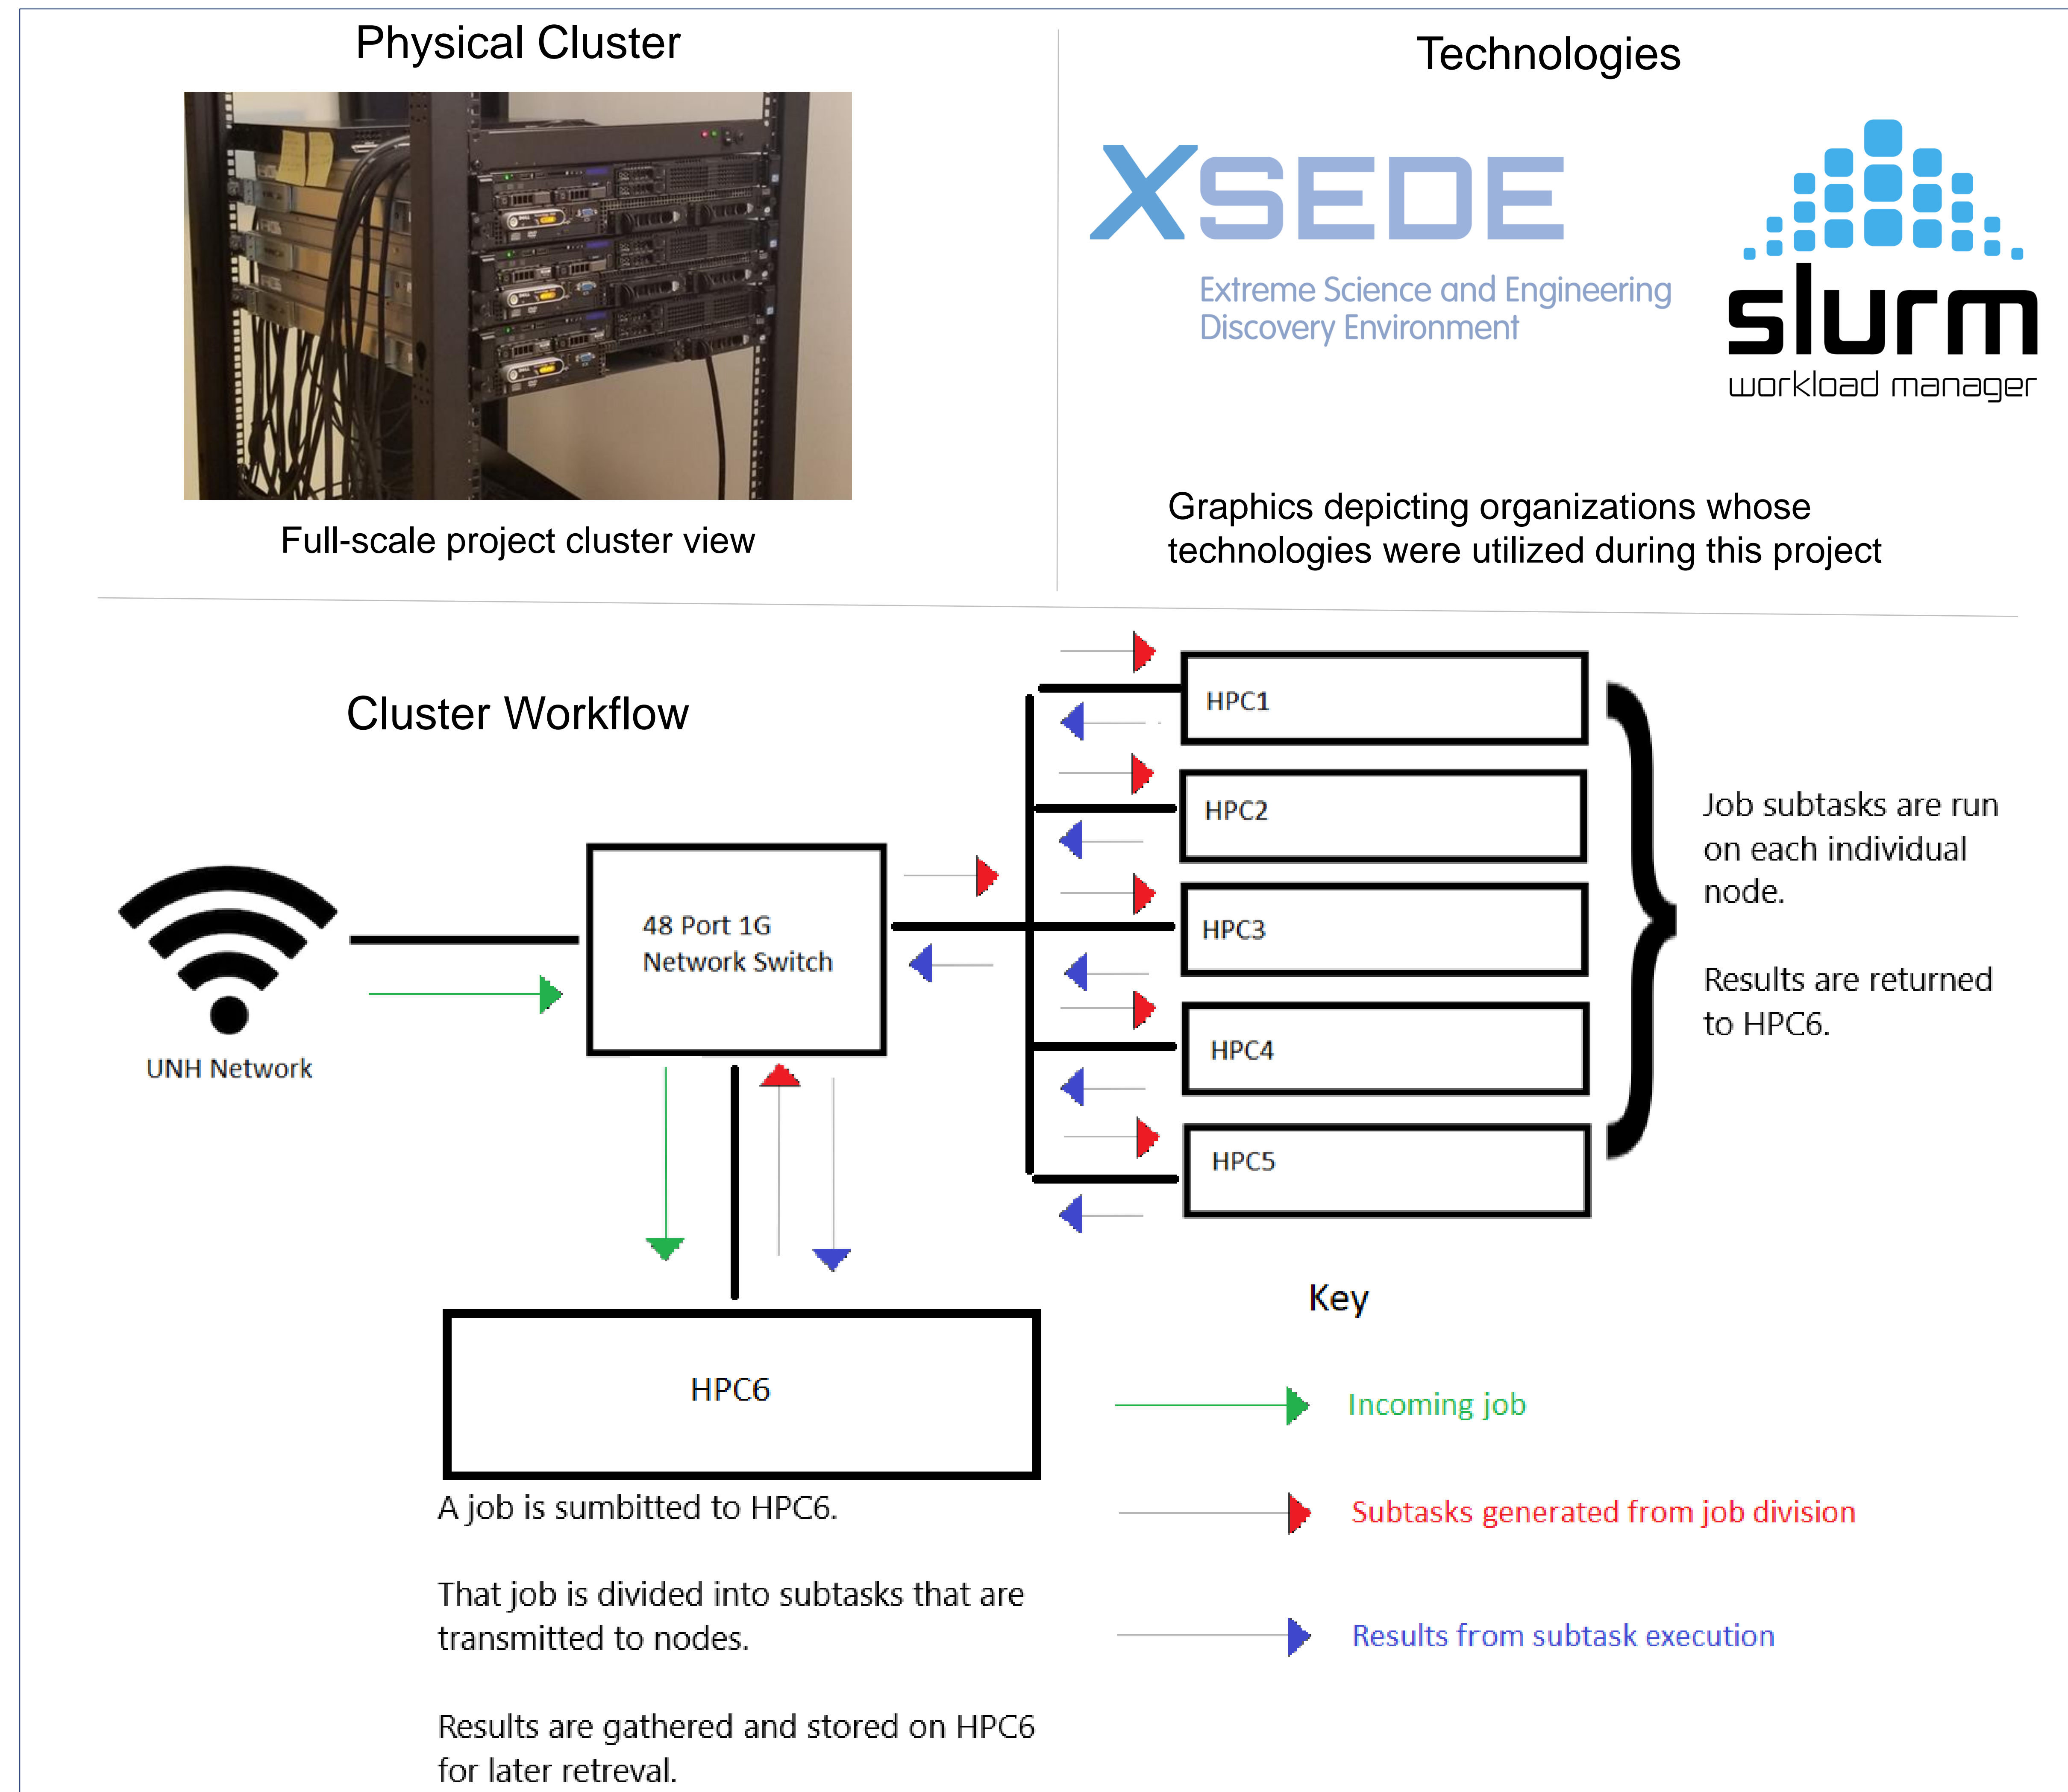 Physical Cluster
Full-scale project cluster view
Technologies
XSEDE
Extreme Science and Engineering
Discovery Environment
slurm
workload manager
Graphics depicting organizations whose
technologies were utilized during this project
Cluster Workflow
UNH Network
48 Port 1G
Network Switch
HPC1
HPC2
HPC3
HPC4
HPC5
Job subtasks are run
on each individual
node.
Results are returned
to HPC6.
HPC6
A job is sumbitted to HPC6.
That job is divided into subtasks that are
transmitted to nodes.
Results are gathered and stored on HPC6
for later retreval.
Key
Incoming job
Subtasks generated from job division
Results from subtask execution